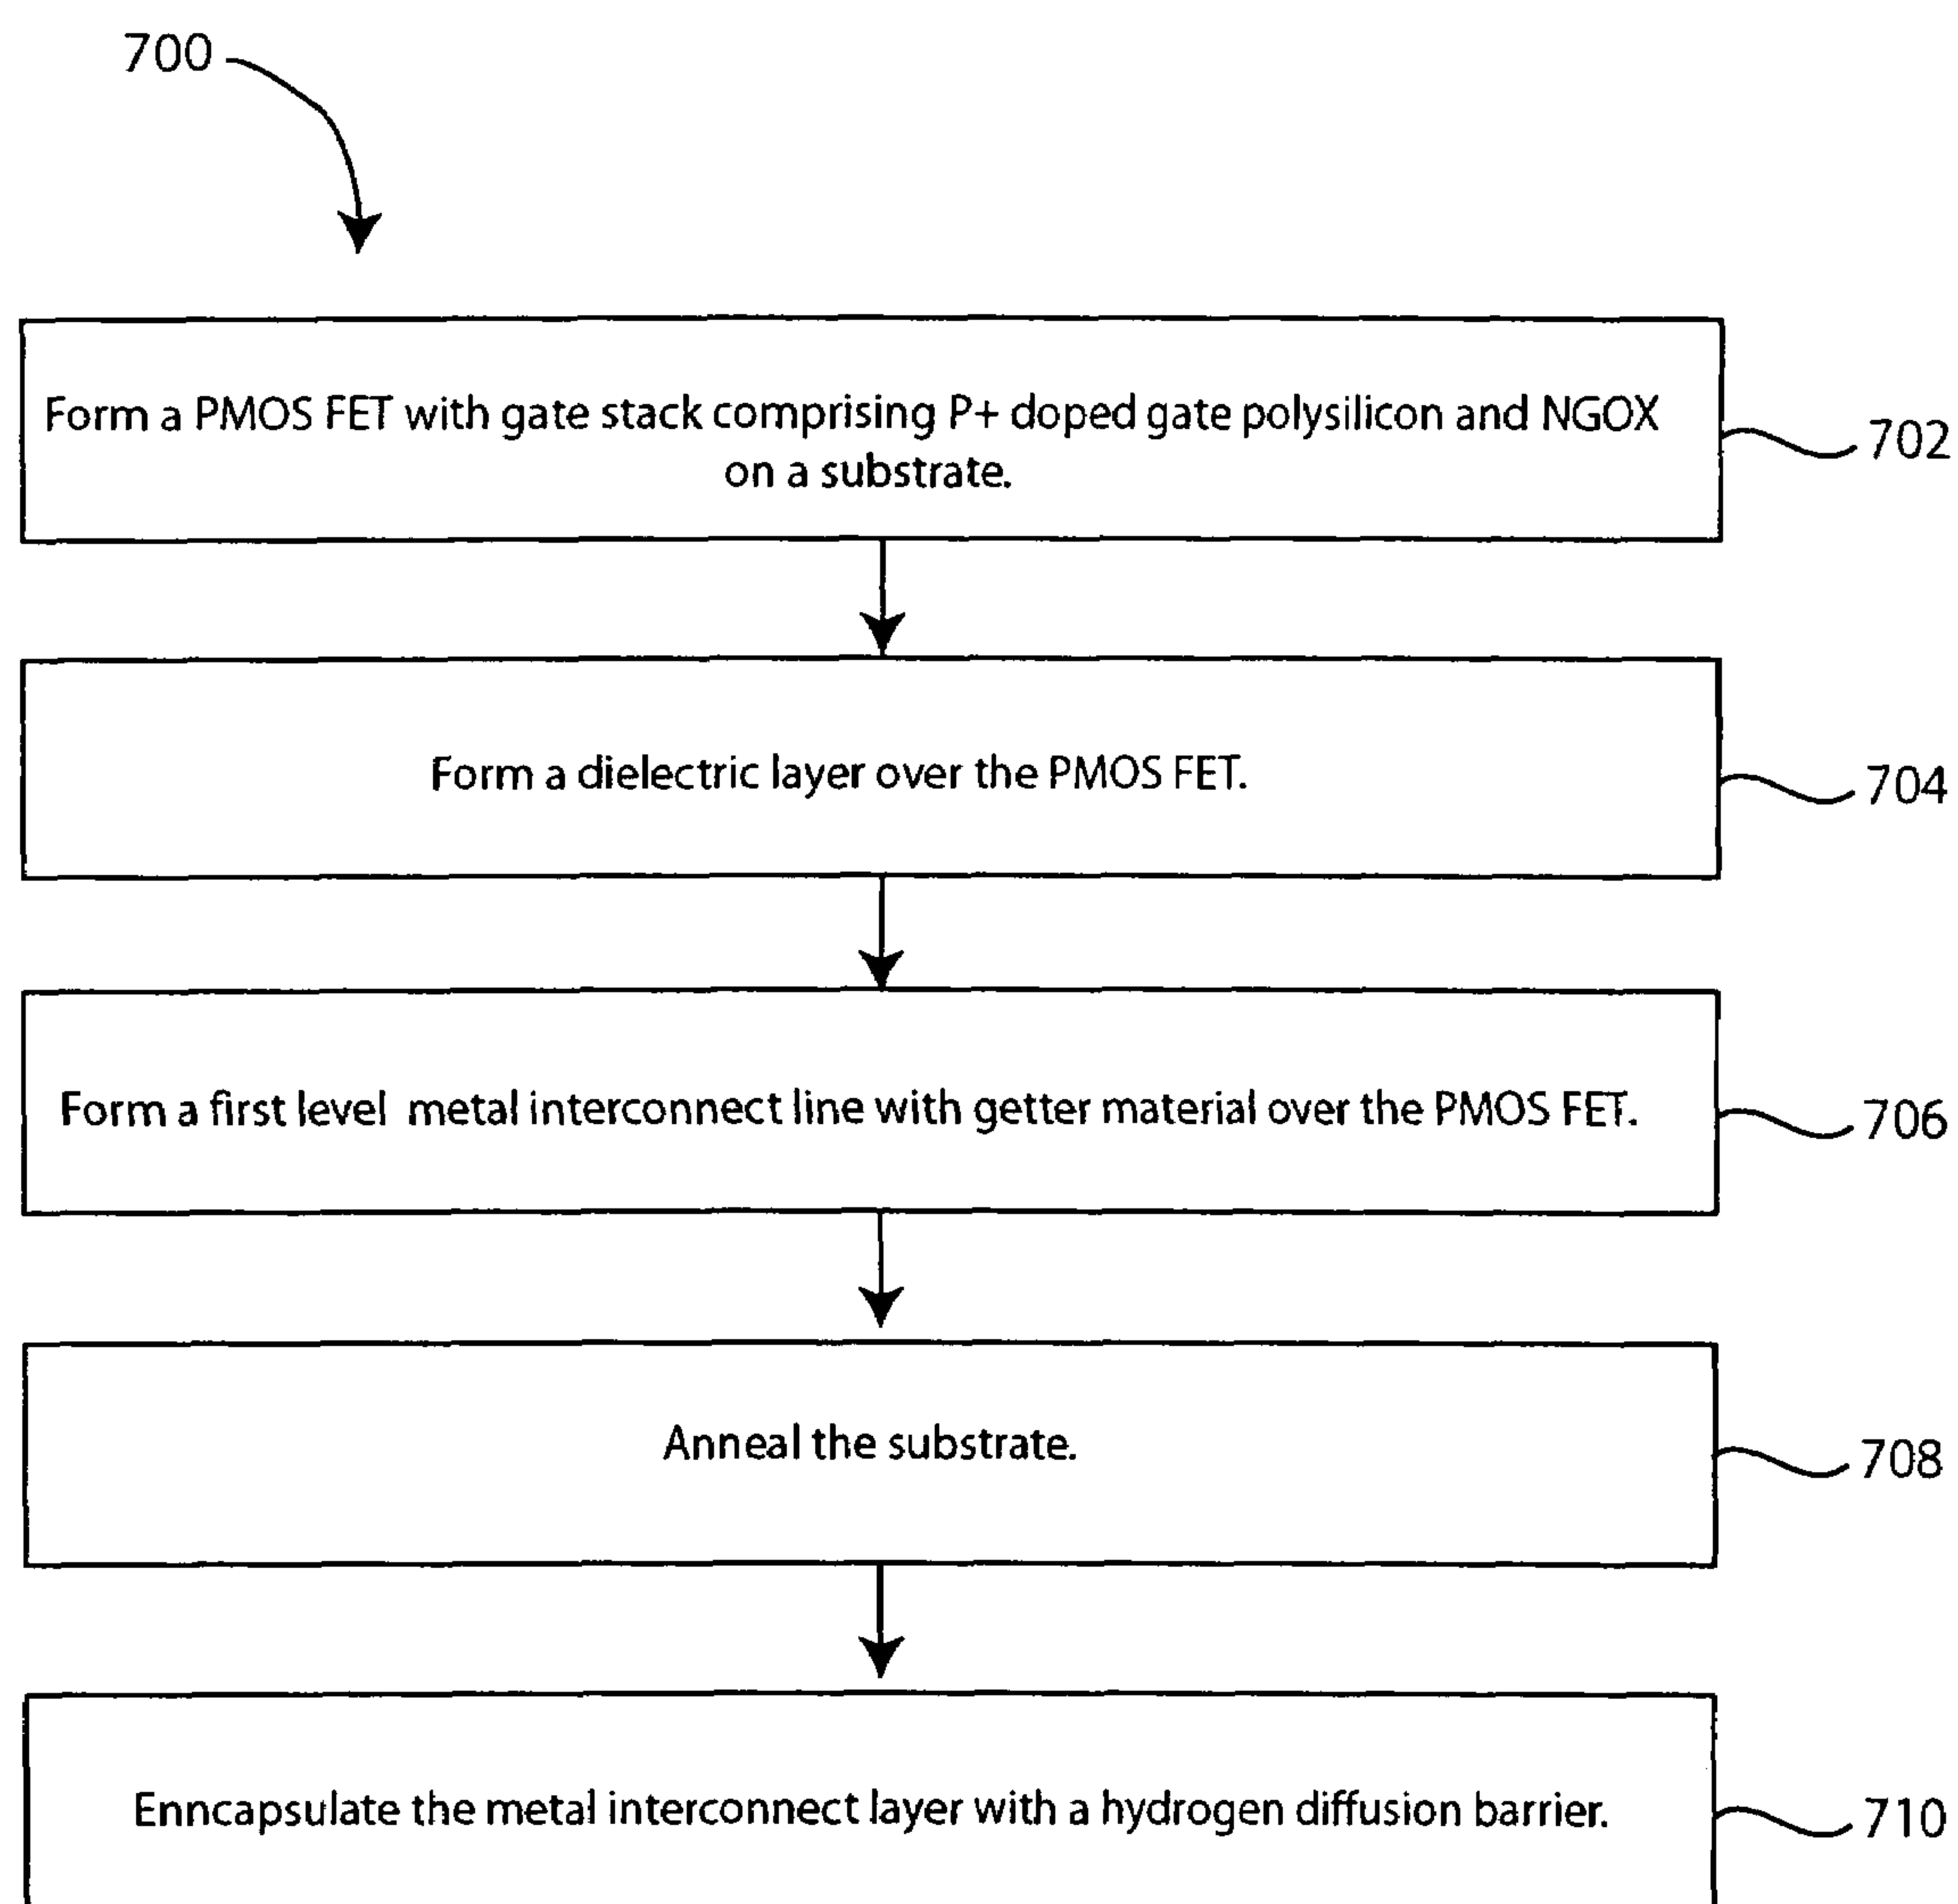 700
Form a PMOS FET with gate stack comprising P+ doped gate polysilicon and NGOX
on a substrate.
702
Form a dielectric layer over the PMOS FET.
704
Form a first level metal interconnect line with getter material over the PMOS FET.
706
Anneal the substrate.
708
Enncapsulate the metal interconnect layer with a hydrogen diffusion barrier.
710